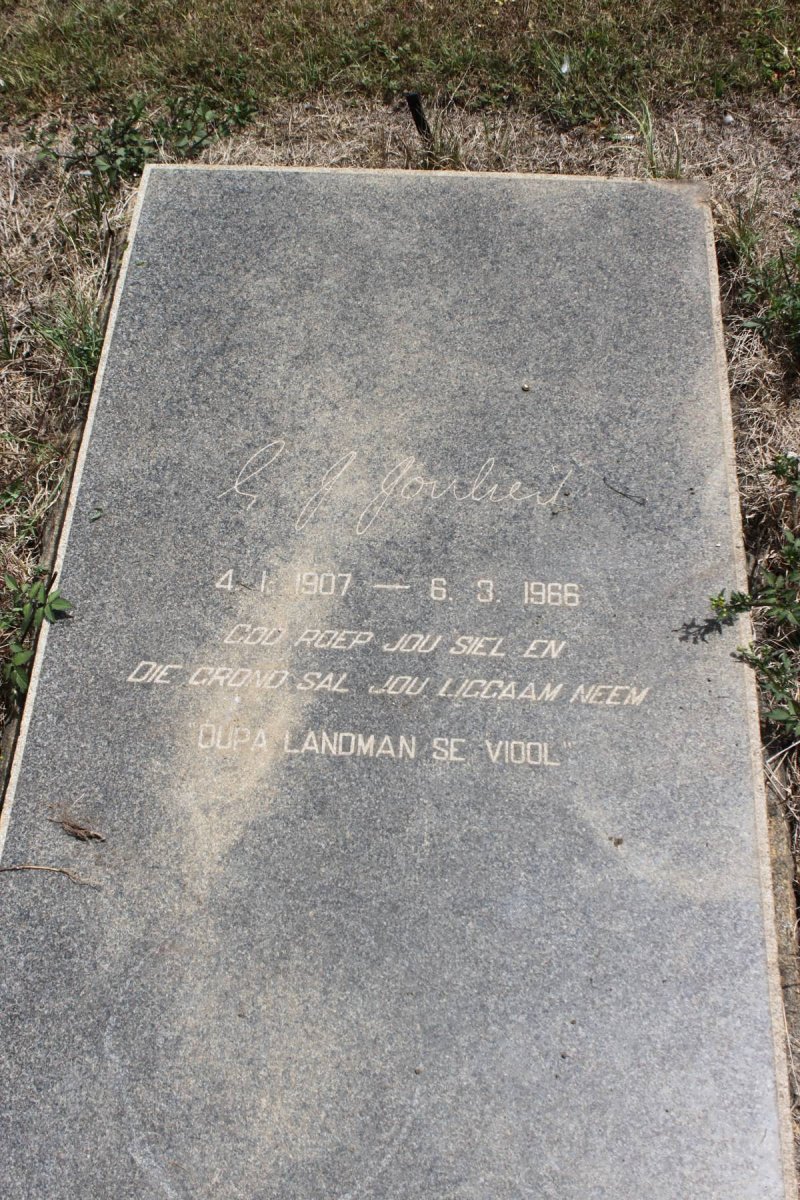 G J Joubert
4. 1. 1907 — 6. 3. 1966
GOD ROEP JOU SIEL EN
DIE GROND SAL JOU LIGGAAM NEEM
"OUPA LANDMAN SE VIOOL"